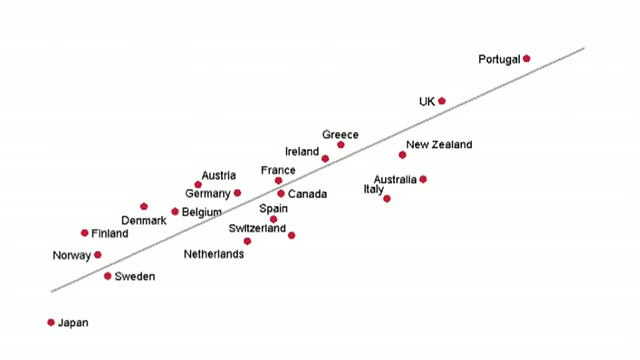 Portugal
UK
Greece
New Zealand
Ireland
France
Austria
Australia
Germany
Canada
Italy
Spain
Belgium
Denmark
Switzerland
Finland
Netherlands
Norway
Sweden
Japan